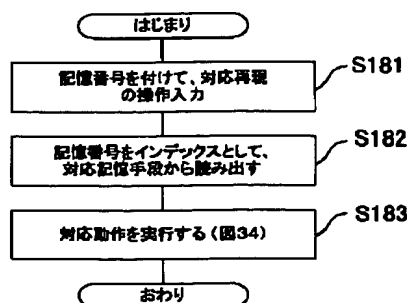 はじまり
記憶番号を付けて、対応再現
の操作入力
S181
記憶番号をインデックスとして、
対応記憶手段から読み出す
S182
対応動作を実行する(図34)
S183
おわり